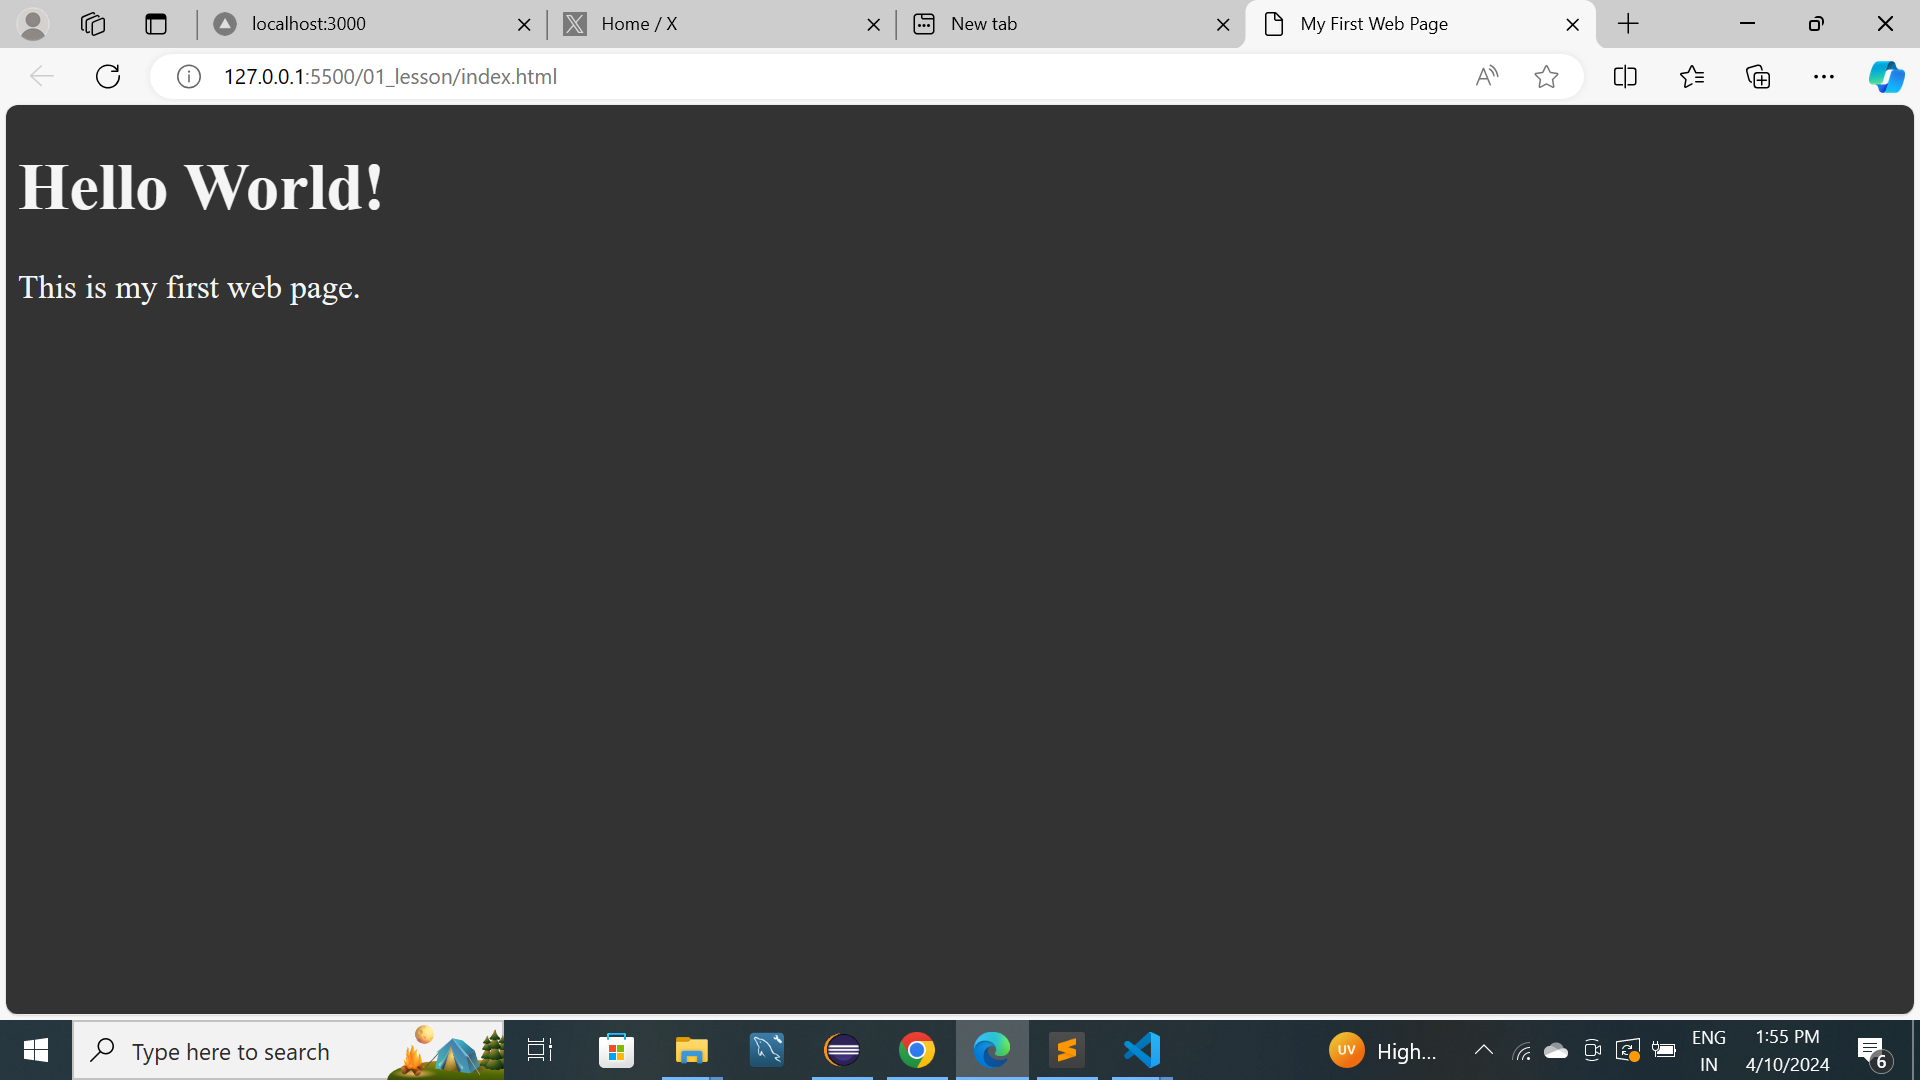 localhost:3000
Home / X
New tab
My First Web Page
127.0.0.1:5500/01_lesson/index.html
Hello World!
This is my first web page.
Type here to search
UV
High...
ENG
IN
1:55 PM
4/10/2024
6